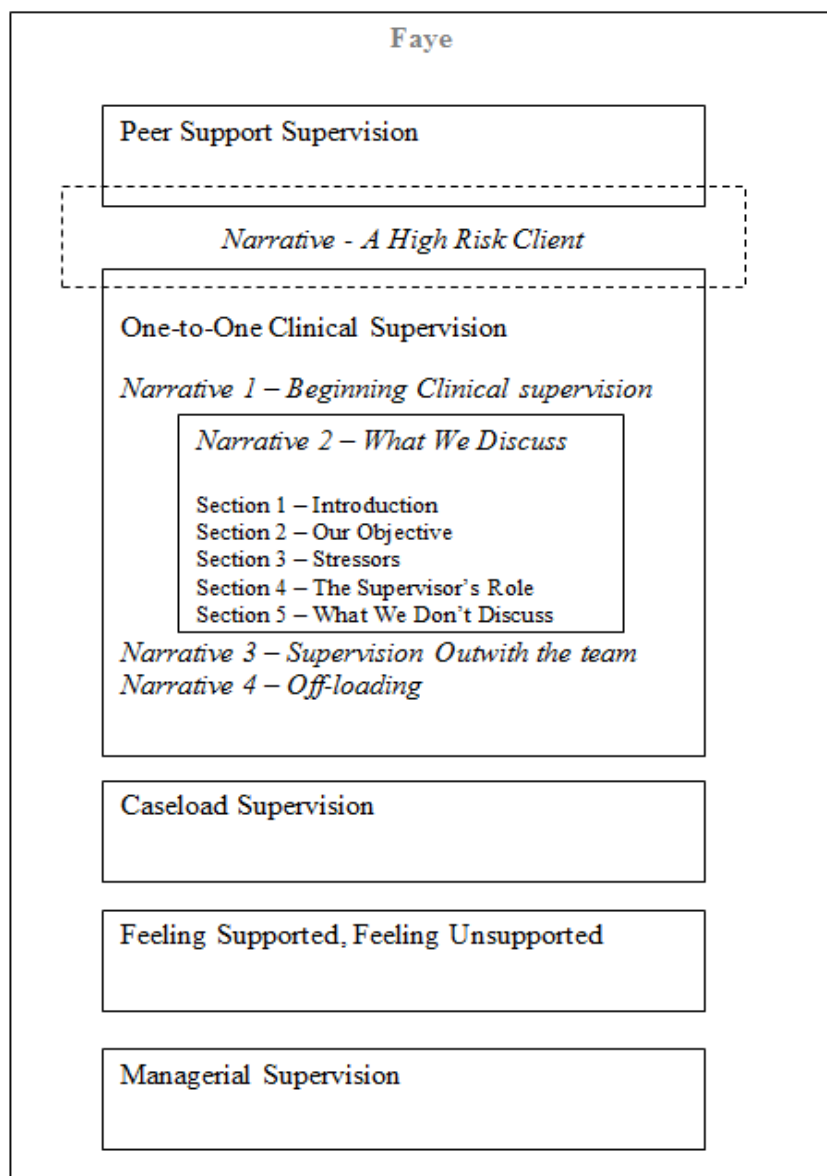 Faye
Peer Support Supervision
Narrative - A High Risk Client
One-to-One Clinical Supervision
Narrative 1 – Beginning Clinical supervision
Narrative 2 – What We Discuss
Section 1 – Introduction
Section 2 – Our Objective
Section 3 – Stressors
Section 4 – The Supervisor's Role
Section 5 – What We Don't Discuss
Narrative 3 – Supervision Outwith the team
Narrative 4 – Off-loading
Caseload Supervision
Feeling Supported, Feeling Unsupported
Managerial Supervision